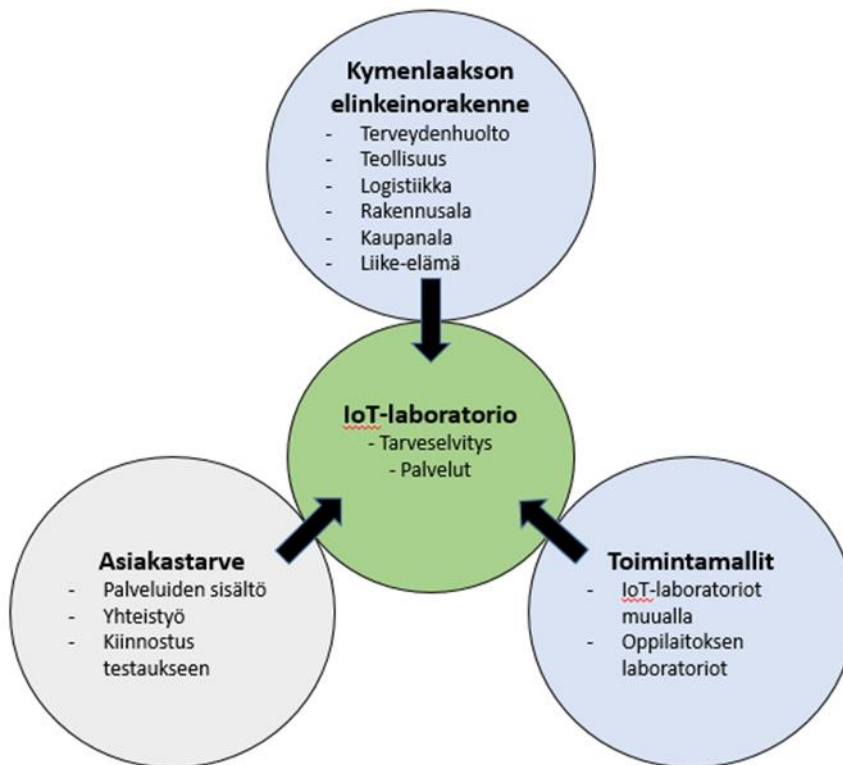 Kymenlaakson
elinkeinorakenne
- Terveydenhuolto
- Teollisuus
- Logistiikka
- Rakennusala
- Kaupanala
- Liike-elämä
IoT-laboratorio
- Tarveselvitys
- Palvelut
Asiakastarve
- Palveluiden sisältö
- Yhteistyö
- Kiinnostus
testaukseen
Toimintamallit
- IoT-laboratoriot
muualla
- Oppilaitoksen
laboratoriot